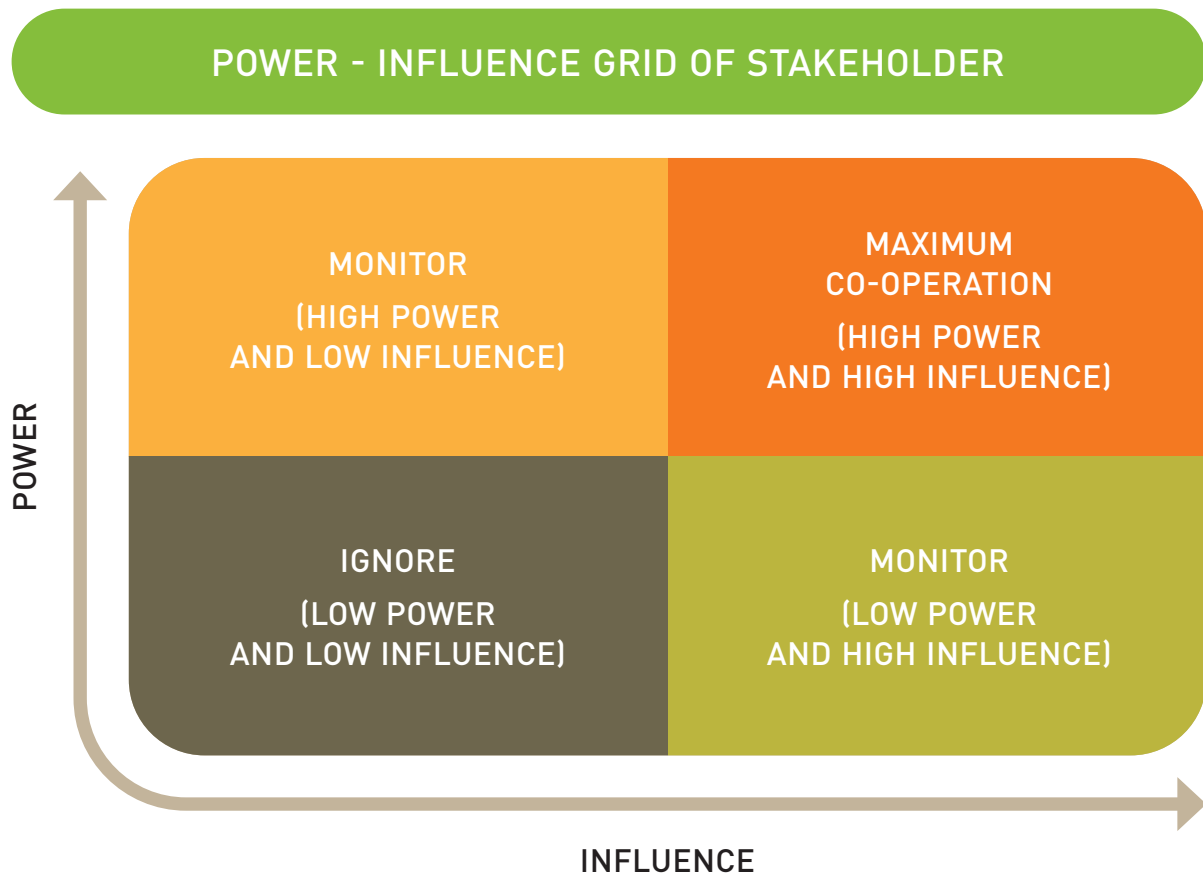 POWER - INFLUENCE GRID OF STAKEHOLDER
MONITOR
(HIGH POWER
AND LOW INFLUENCE)
MAXIMUM
CO-OPERATION
(HIGH POWER
AND HIGH INFLUENCE)
POWER
IGNORE
(LOW POWER
AND LOW INFLUENCE)
MONITOR
(LOW POWER
AND HIGH INFLUENCE)
INFLUENCE